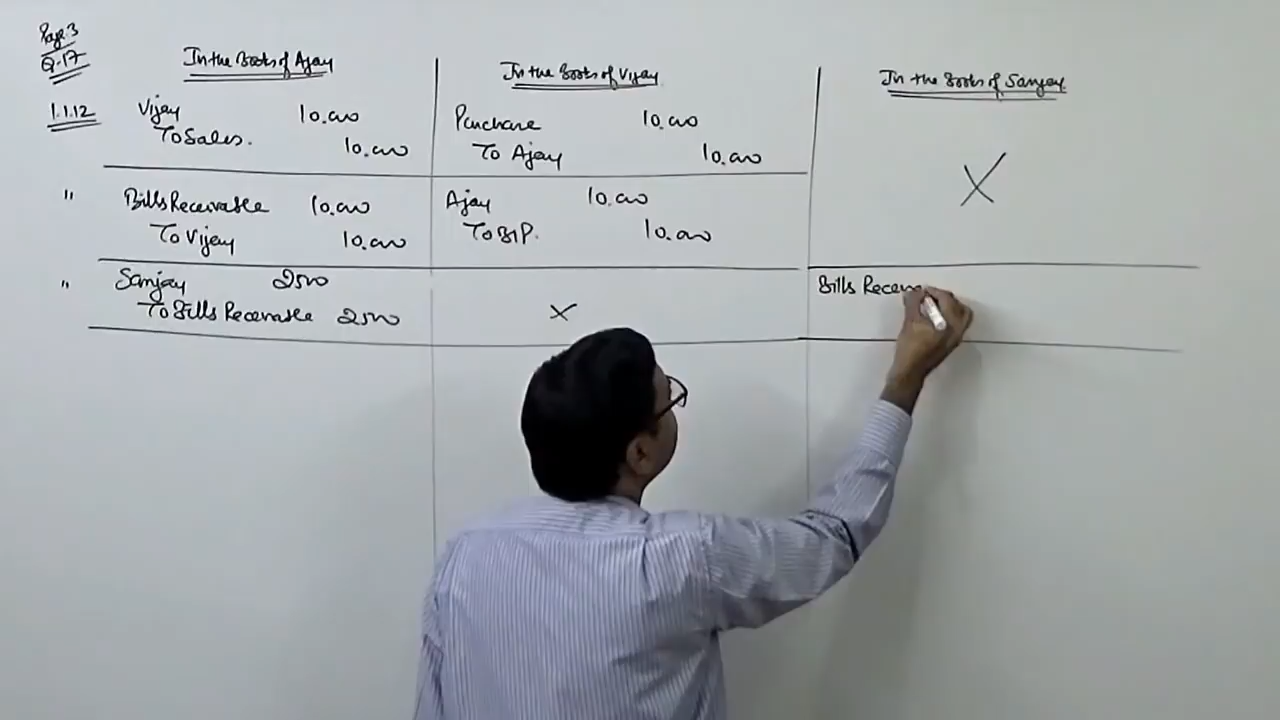 Page:3
Q.17
In the Books of Ajay
In the Books of Vijay
In the Books of Sanjay
1.1.12
Vijay 10.000
To Sales. 10.000
Purchase 10.000
To Ajay 10.000
X
"
Bills Receivable 10.000
To Vijay 10.000
Ajay 10.000
To B/P. 10.000
"
Sanjay 2500
To Bills Receivable 2500
X
Bills Receiv